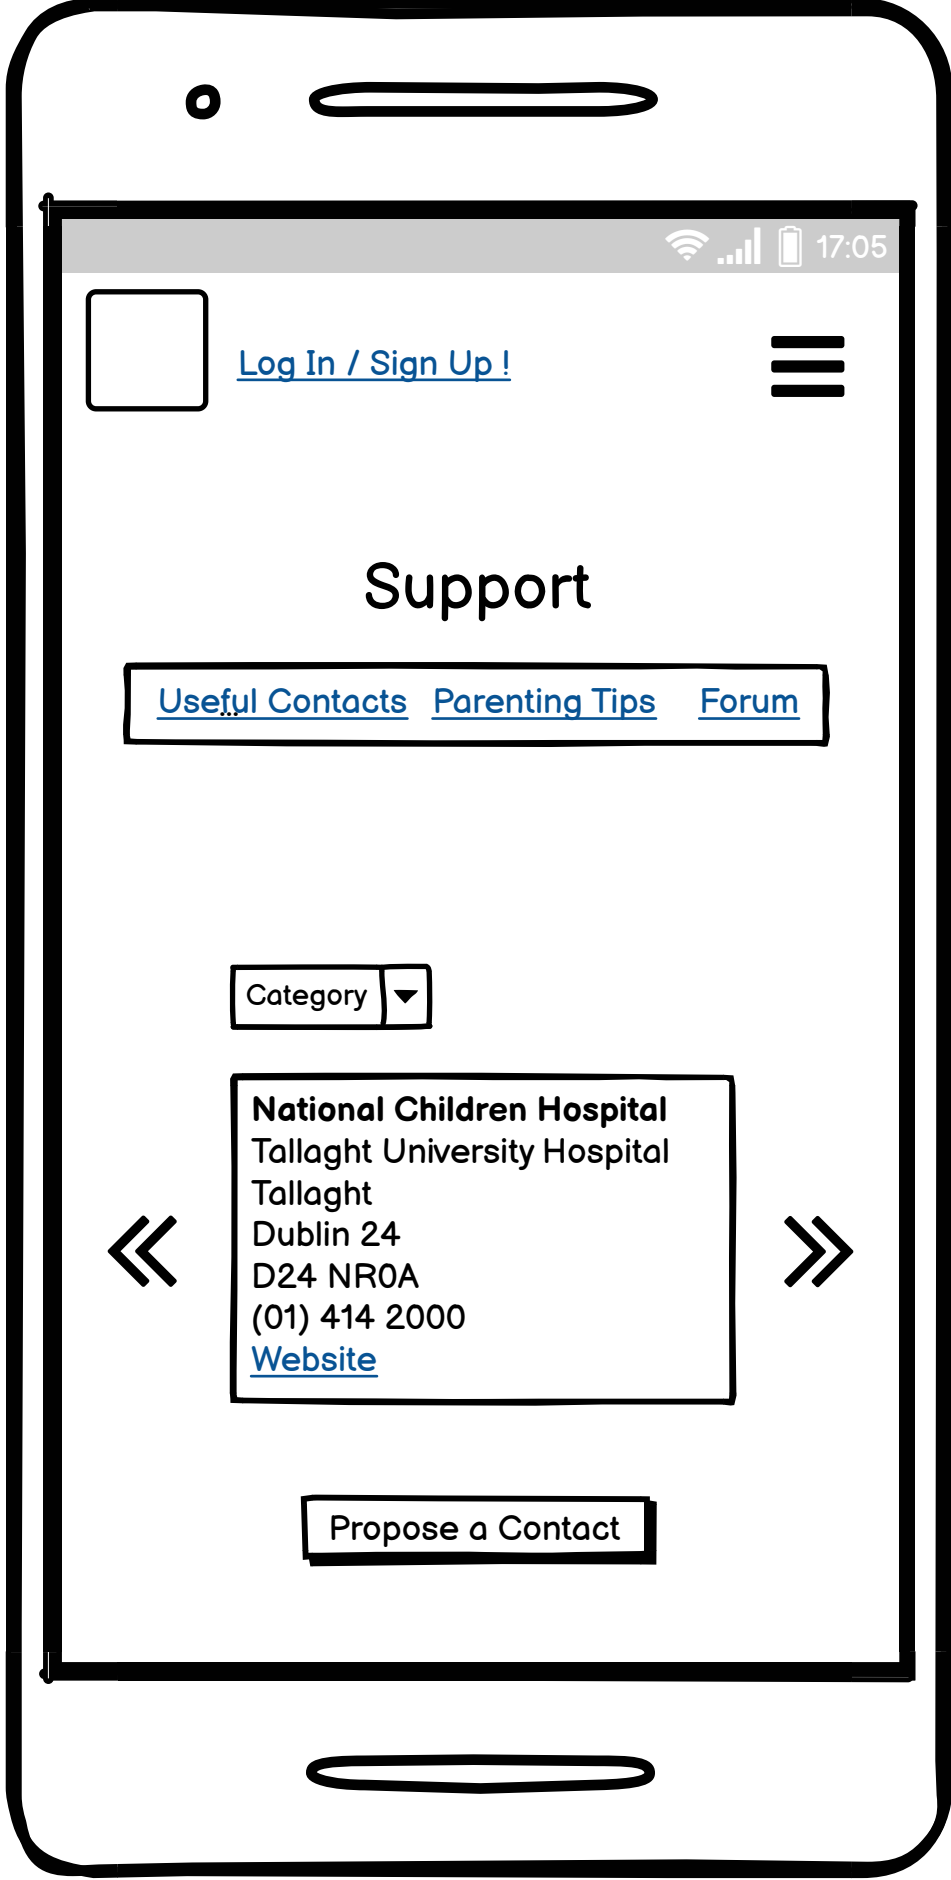 17:05
Log In / Sign Up !
Support
Useful Contacts Parenting Tips Forum
Category
National Children Hospital
Tallaght University Hospital
Tallaght
Dublin 24
D24 NR0A
(01) 414 2000
Website
Propose a Contact